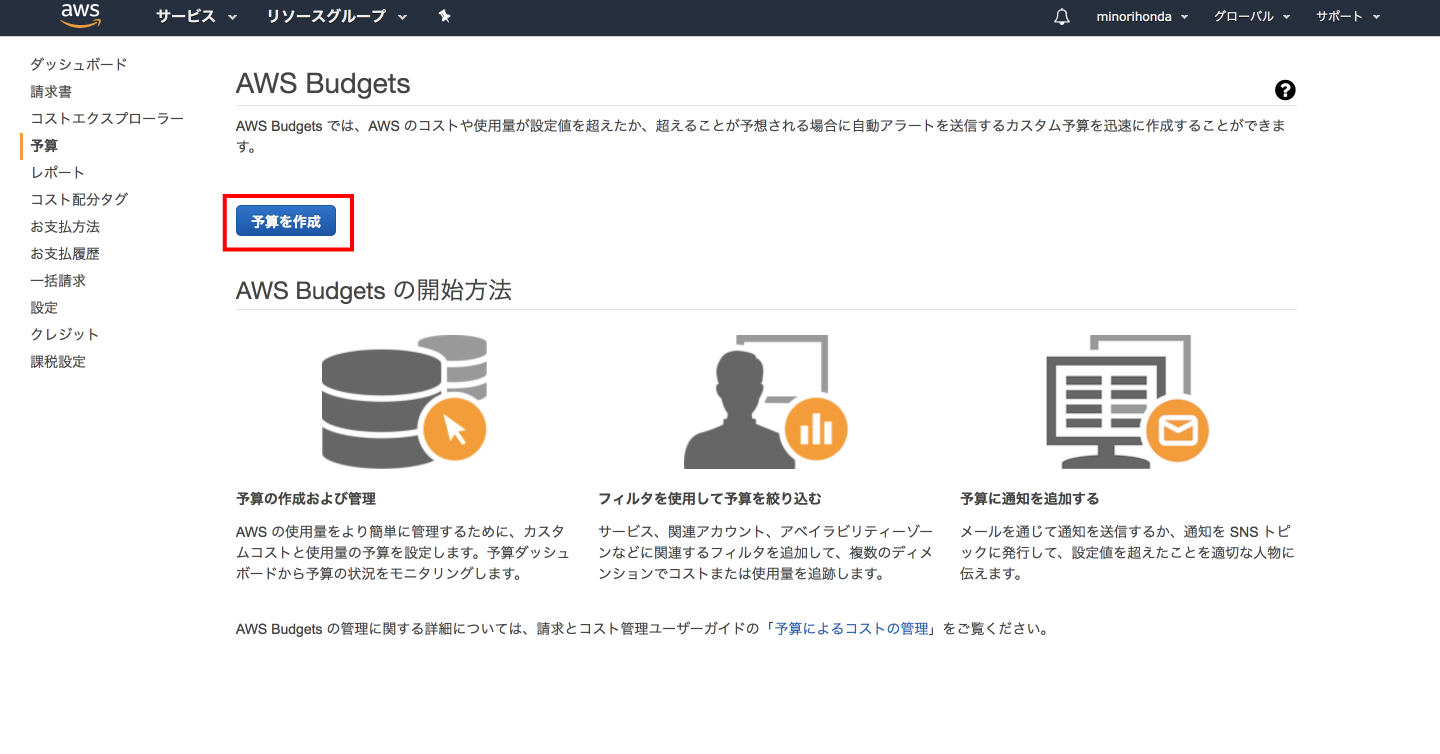 aws サービス リソースグループ minorihonda グローバル サポート
ダッシュボード
請求書
コストエクスプローラー
予算
レポート
コスト配分タグ
お支払方法
お支払履歴
一括請求
設定
クレジット
課税設定
AWS Budgets
?
AWS Budgets では、AWS のコストや使用量が設定値を超えたか、超えることが予想される場合に自動アラートを送信するカスタム予算を迅速に作成することができま
す。
予算を作成
AWS Budgets の開始方法
予算の作成および管理
AWS の使用量をより簡単に管理するために、カスタ
ムコストと使用量の予算を設定します。予算ダッシュ
ボードから予算の状況をモニタリングします。
フィルタを使用して予算を絞り込む
サービス、関連アカウント、アベイラビリティーゾー
ンなどに関連するフィルタを追加して、複数のディメ
ンションでコストまたは使用量を追跡します。
予算に通知を追加する
メールを通じて通知を送信するか、通知を SNS トピ
ックに発行して、設定値を超えたことを適切な人物に
伝えます。
AWS Budgets の管理に関する詳細については、請求とコスト管理ユーザーガイドの「予算によるコストの管理」をご覧ください。